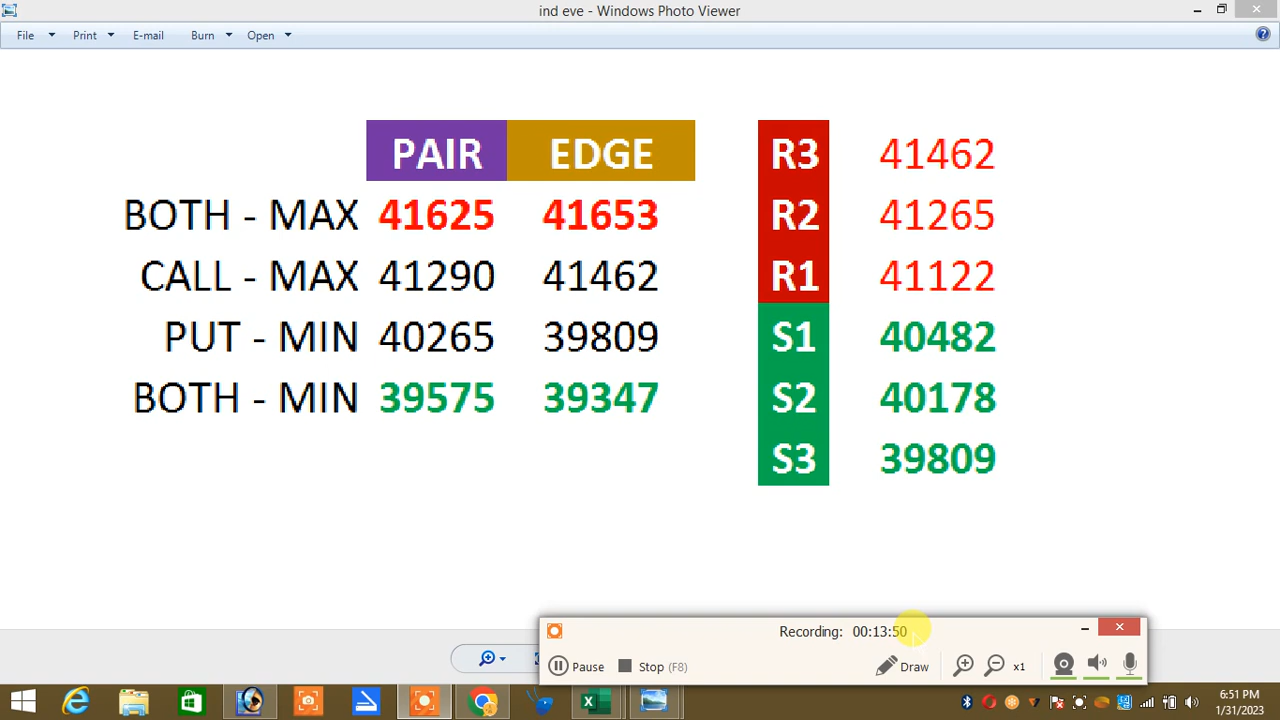 ind eve - Windows Photo Viewer
File Print E-mail Burn Open
PAIR EDGE
BOTH - MAX 41625 41653
CALL - MAX 41290 41462
PUT - MIN 40265 39809
BOTH - MIN 39575 39347
R3 41462
R2 41265
R1 41122
S1 40482
S2 40178
S3 39809
Recording: 00:13:50
Pause Stop (F8) Draw x1
6:51 PM
1/31/2023